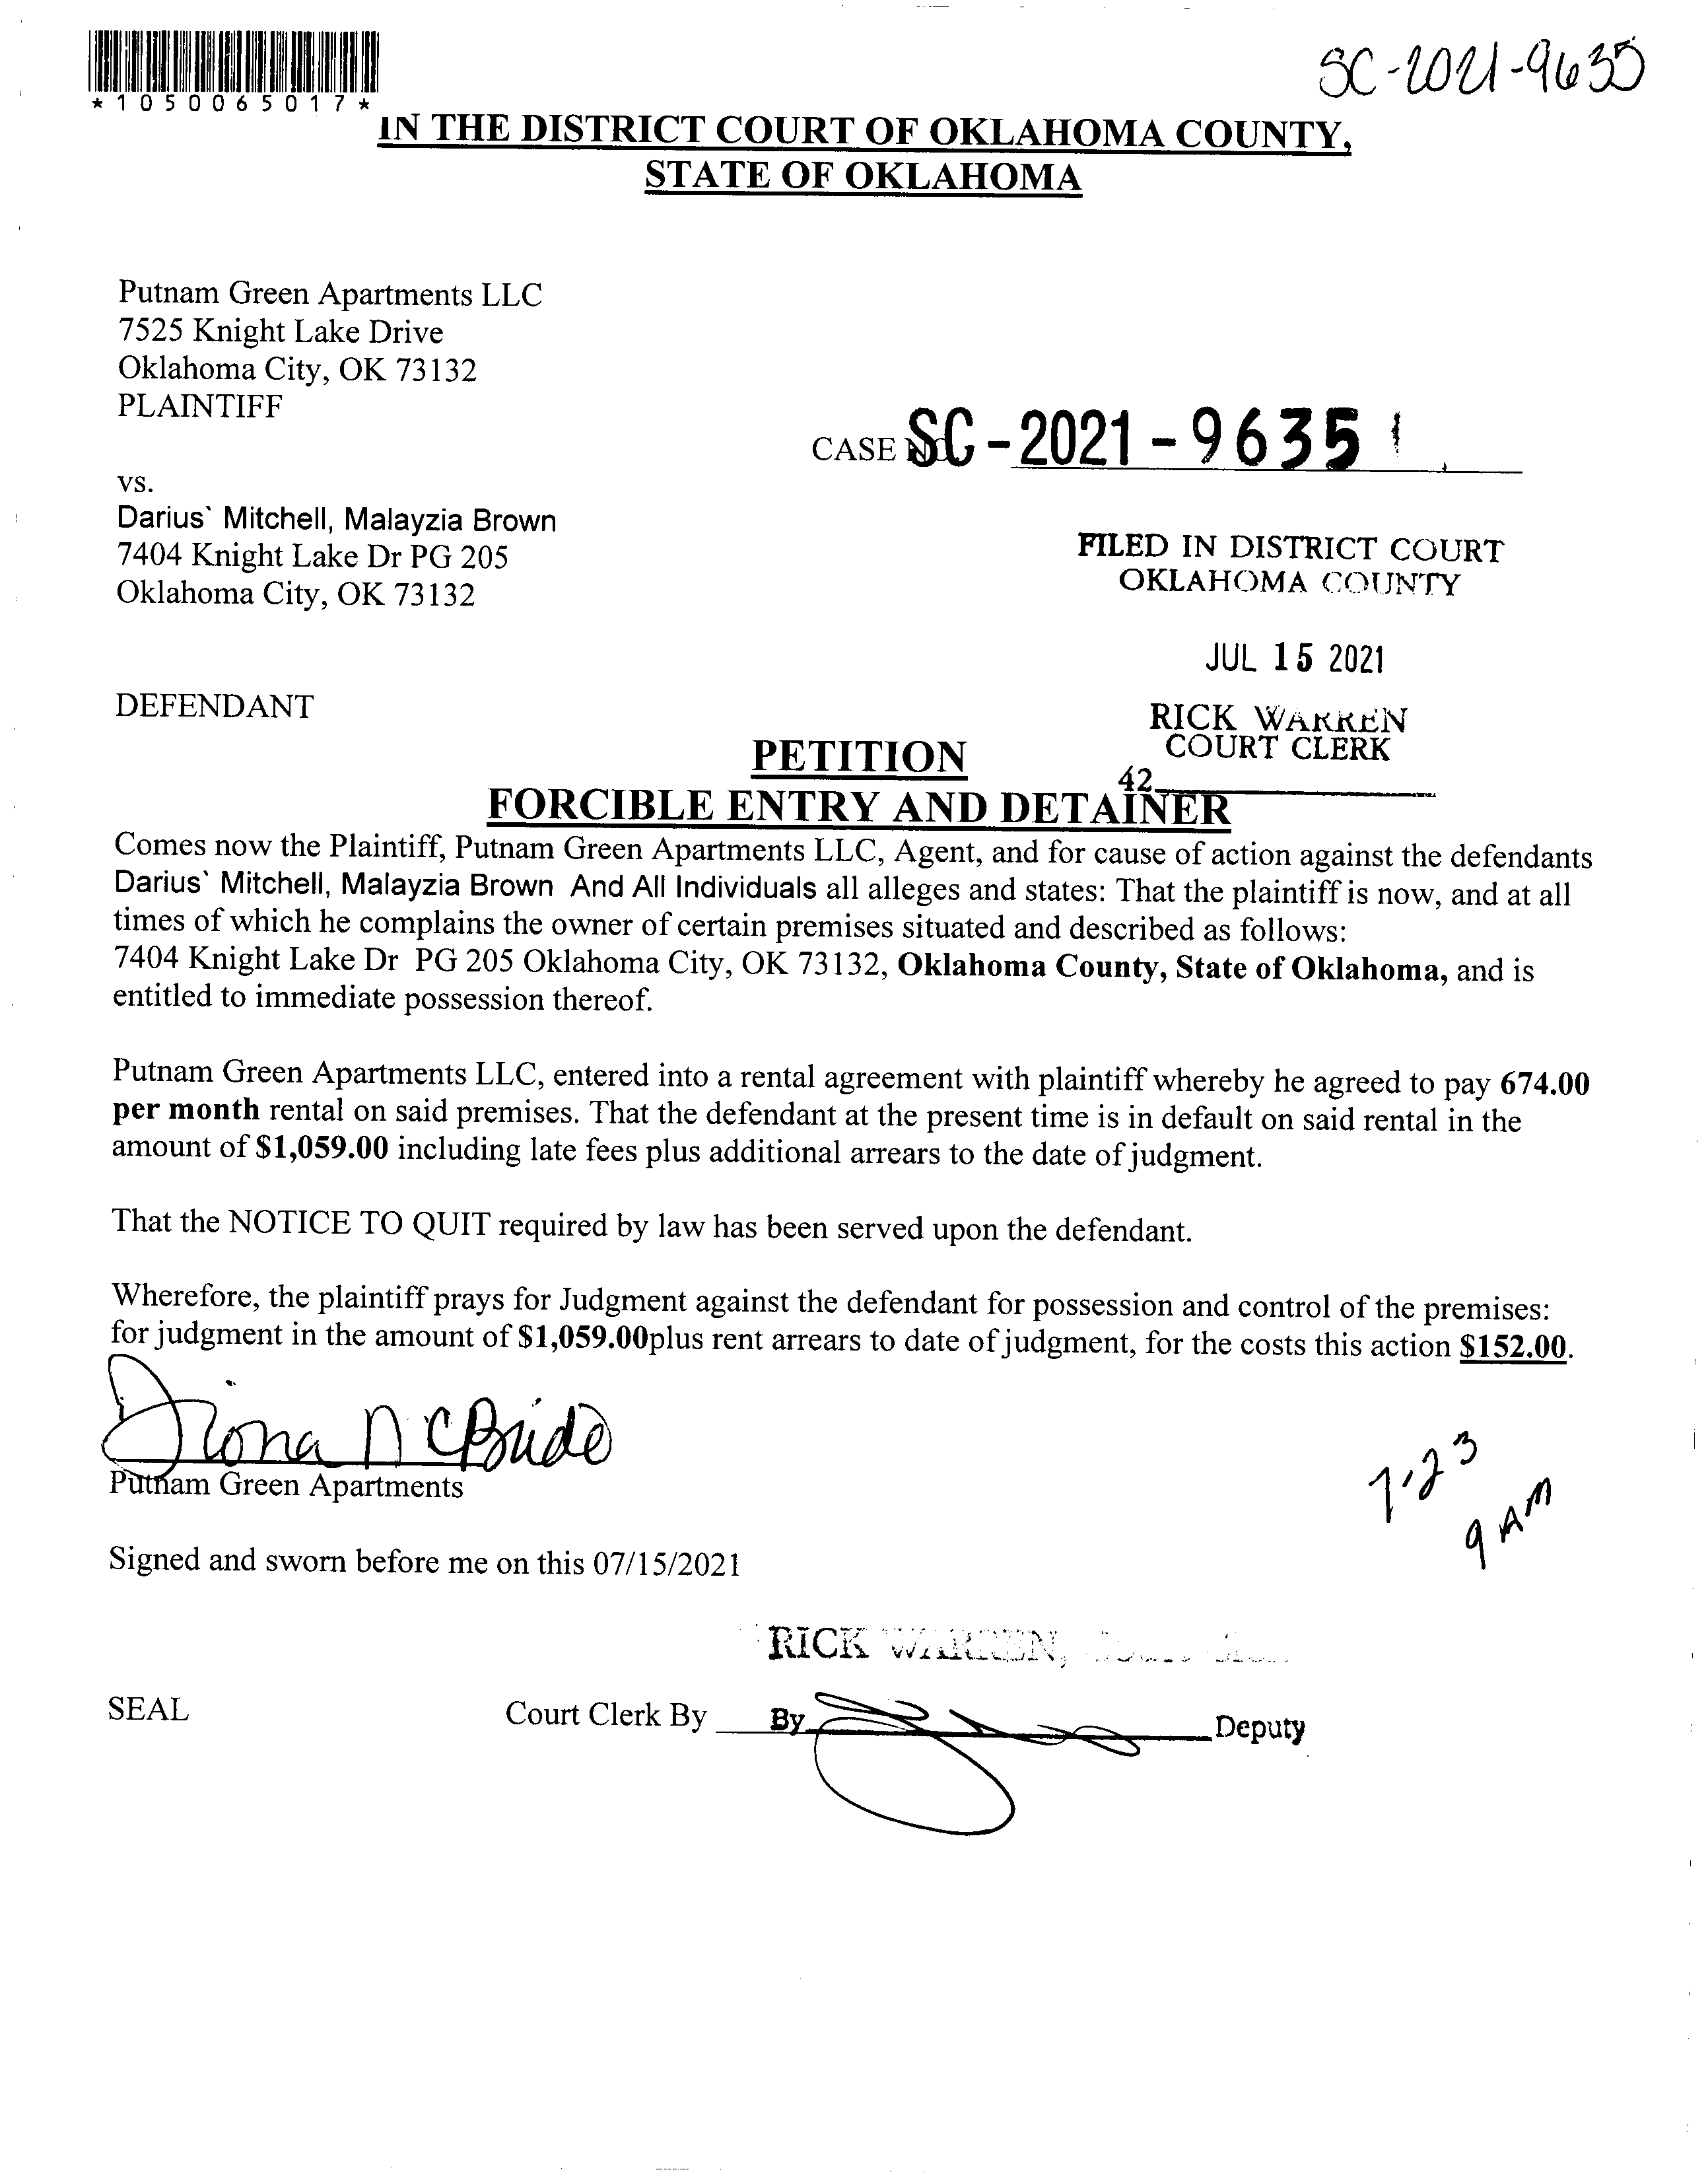 SC-2021-9635
*1050065017*
IN THE DISTRICT COURT OF OKLAHOMA COUNTY,
STATE OF OKLAHOMA
Putnam Green Apartments LLC
7525 Knight Lake Drive
Oklahoma City, OK 73132
PLAINTIFF
CASE SC-2021-9635
vs.
Darius` Mitchell, Malayzia Brown
7404 Knight Lake Dr PG 205
Oklahoma City, OK 73132
FILED IN DISTRICT COURT
OKLAHOMA COUNTY
JUL 15 2021
DEFENDANT
RICK WARREN
COURT CLERK
42
PETITION
FORCIBLE ENTRY AND DETAINER
Comes now the Plaintiff, Putnam Green Apartments LLC, Agent, and for cause of action against the defendants
Darius` Mitchell, Malayzia Brown And All Individuals all alleges and states: That the plaintiff is now, and at all
times of which he complains the owner of certain premises situated and described as follows:
7404 Knight Lake Dr PG 205 Oklahoma City, OK 73132, Oklahoma County, State of Oklahoma, and is
entitled to immediate possession thereof.
Putnam Green Apartments LLC, entered into a rental agreement with plaintiff whereby he agreed to pay 674.00
per month rental on said premises. That the defendant at the present time is in default on said rental in the
amount of $1,059.00 including late fees plus additional arrears to the date of judgment.
That the NOTICE TO QUIT required by law has been served upon the defendant.
Wherefore, the plaintiff prays for Judgment against the defendant for possession and control of the premises:
for judgment in the amount of $1,059.00plus rent arrears to date of judgment, for the costs this action $152.00.
McBride
Putnam Green Apartments
7-23
9 AM
Signed and sworn before me on this 07/15/2021
RICK WARREN,
SEAL
Court Clerk By By Deputy